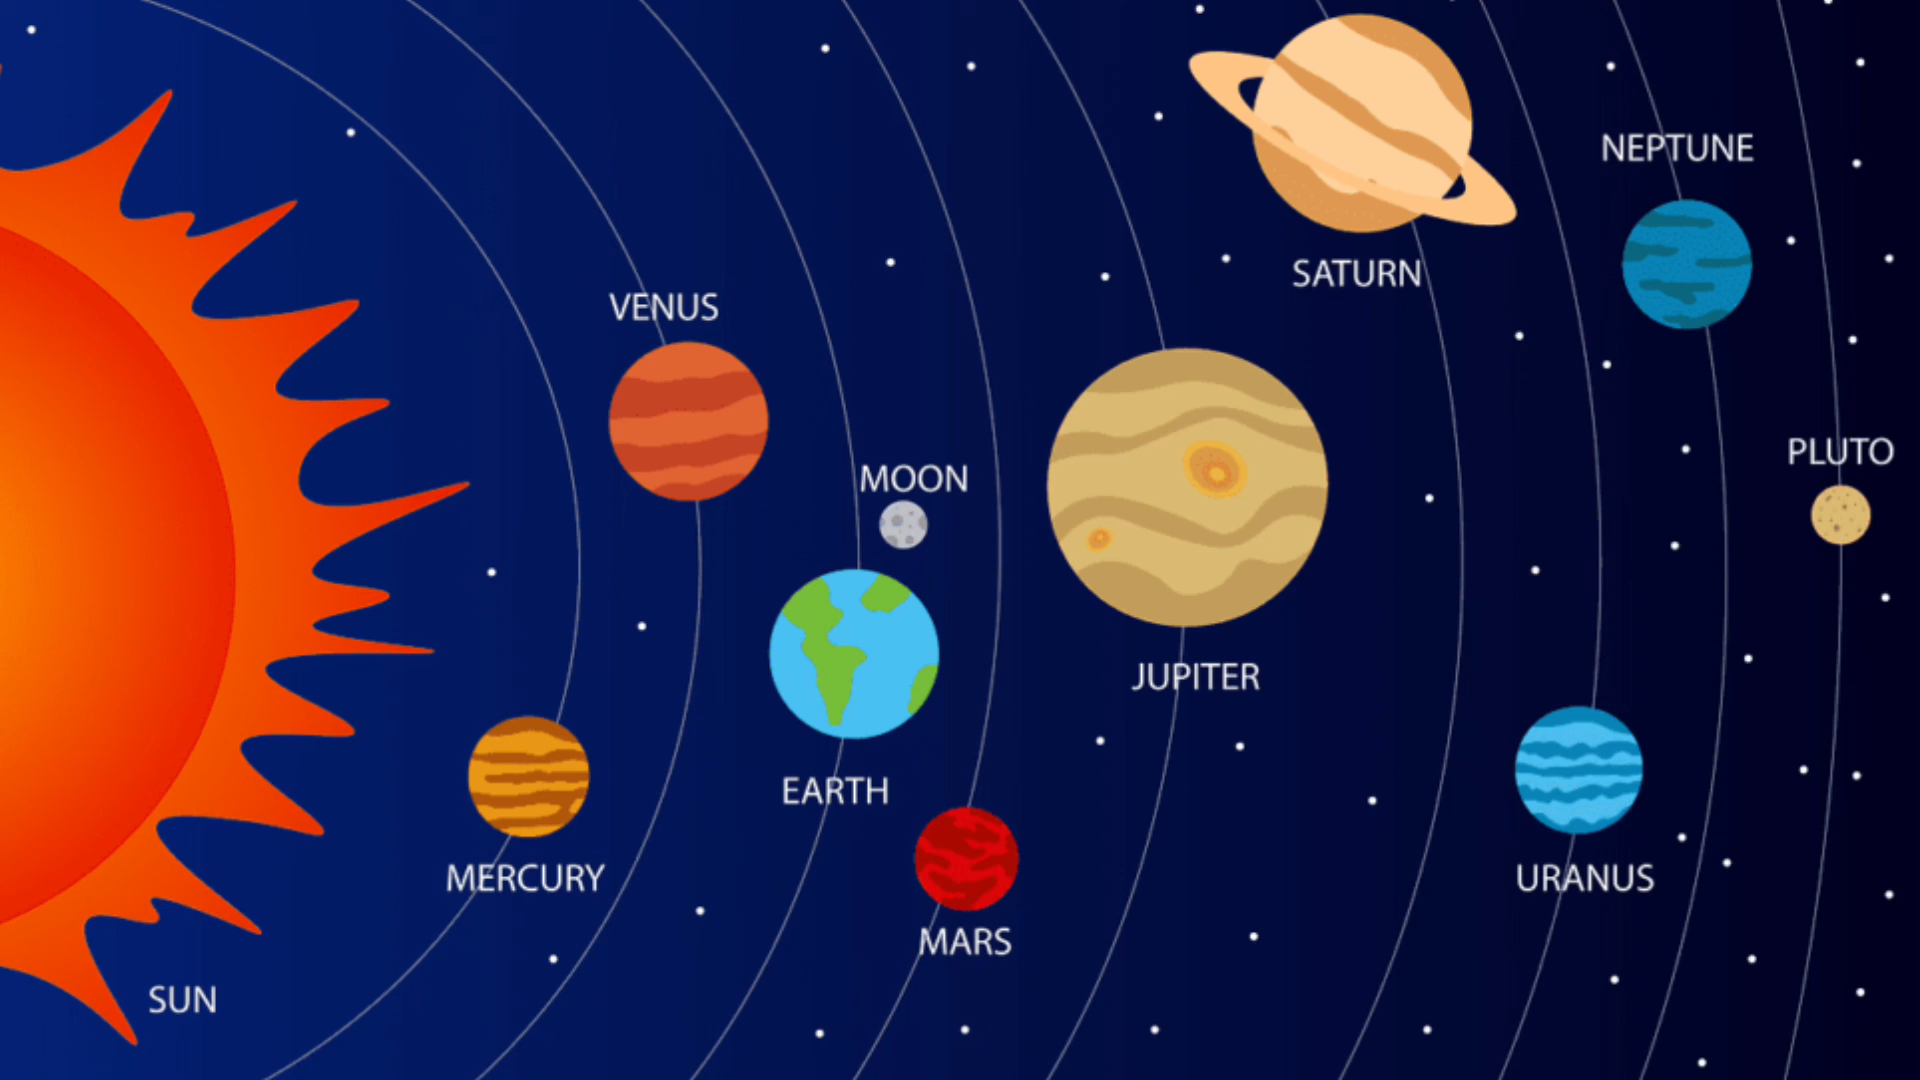 NEPTUNE
SATURN
VENUS
PLUTO
MOON
JUPITER
EARTH
MERCURY
URANUS
MARS
SUN